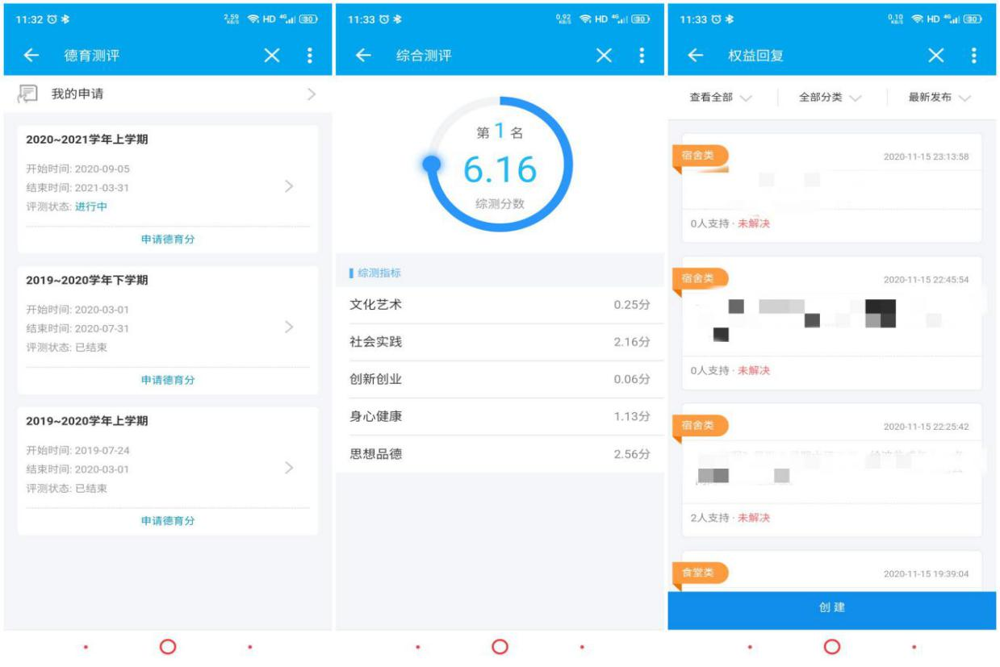 11:32
2.59
KB/S
HD 4G
30
德育测评
我的申请
2020~2021学年上学期
开始时间: 2020-09-05
结束时间: 2021-03-31
评测状态: 进行中
申请德育分
2019~2020学年下学期
开始时间: 2020-03-01
结束时间: 2020-07-31
评测状态: 已结束
申请德育分
2019~2020学年上学期
开始时间: 2019-07-24
结束时间: 2020-03-01
评测状态: 已结束
申请德育分
11:33
0.92
KB/S
HD 4G
30
综合测评
第 1 名
6.16
综测分数
综测指标
文化艺术 0.25分
社会实践 2.16分
创新创业 0.06分
身心健康 1.13分
思想品德 2.56分
11:33
0.10
KB/S
HD 4G
30
权益回复
查看全部 全部分类 最新发布
宿舍类 2020-11-15 23:13:58
0人支持 · 未解决
宿舍类 2020-11-15 22:45:54
0人支持 · 未解决
宿舍类 2020-11-15 22:25:42
2人支持 · 未解决
食堂类 2020-11-15 19:39:04
创建